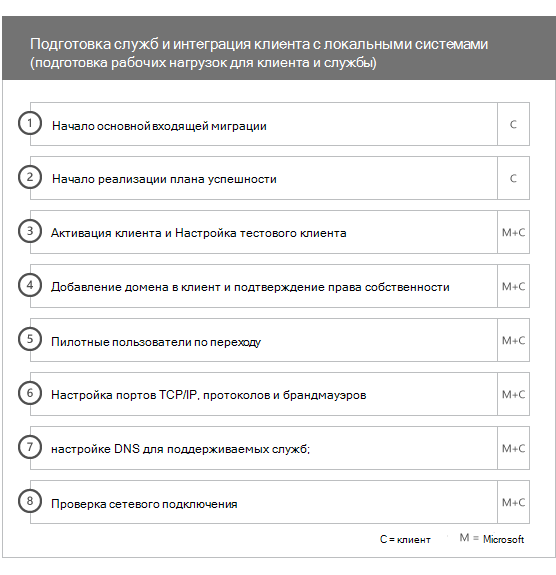 Подготовка служб и интеграция клиента с локальными системами
(подготовка рабочих нагрузок для клиента и службы)
1 Начало основной входящей миграции C
2 Начало реализации плана успешности C
3 Активация клиента и Настройка тестового клиента M+C
4 Добавление домена в клиент и подтверждение права собственности M+C
5 Пилотные пользователи по переходу M+C
6 Настройка портов TCP/IP, протоколов и брандмауэров M+C
7 настройке DNS для поддерживаемых служб; M+C
8 Проверка сетевого подключения M+C
C = клиент M = Microsoft